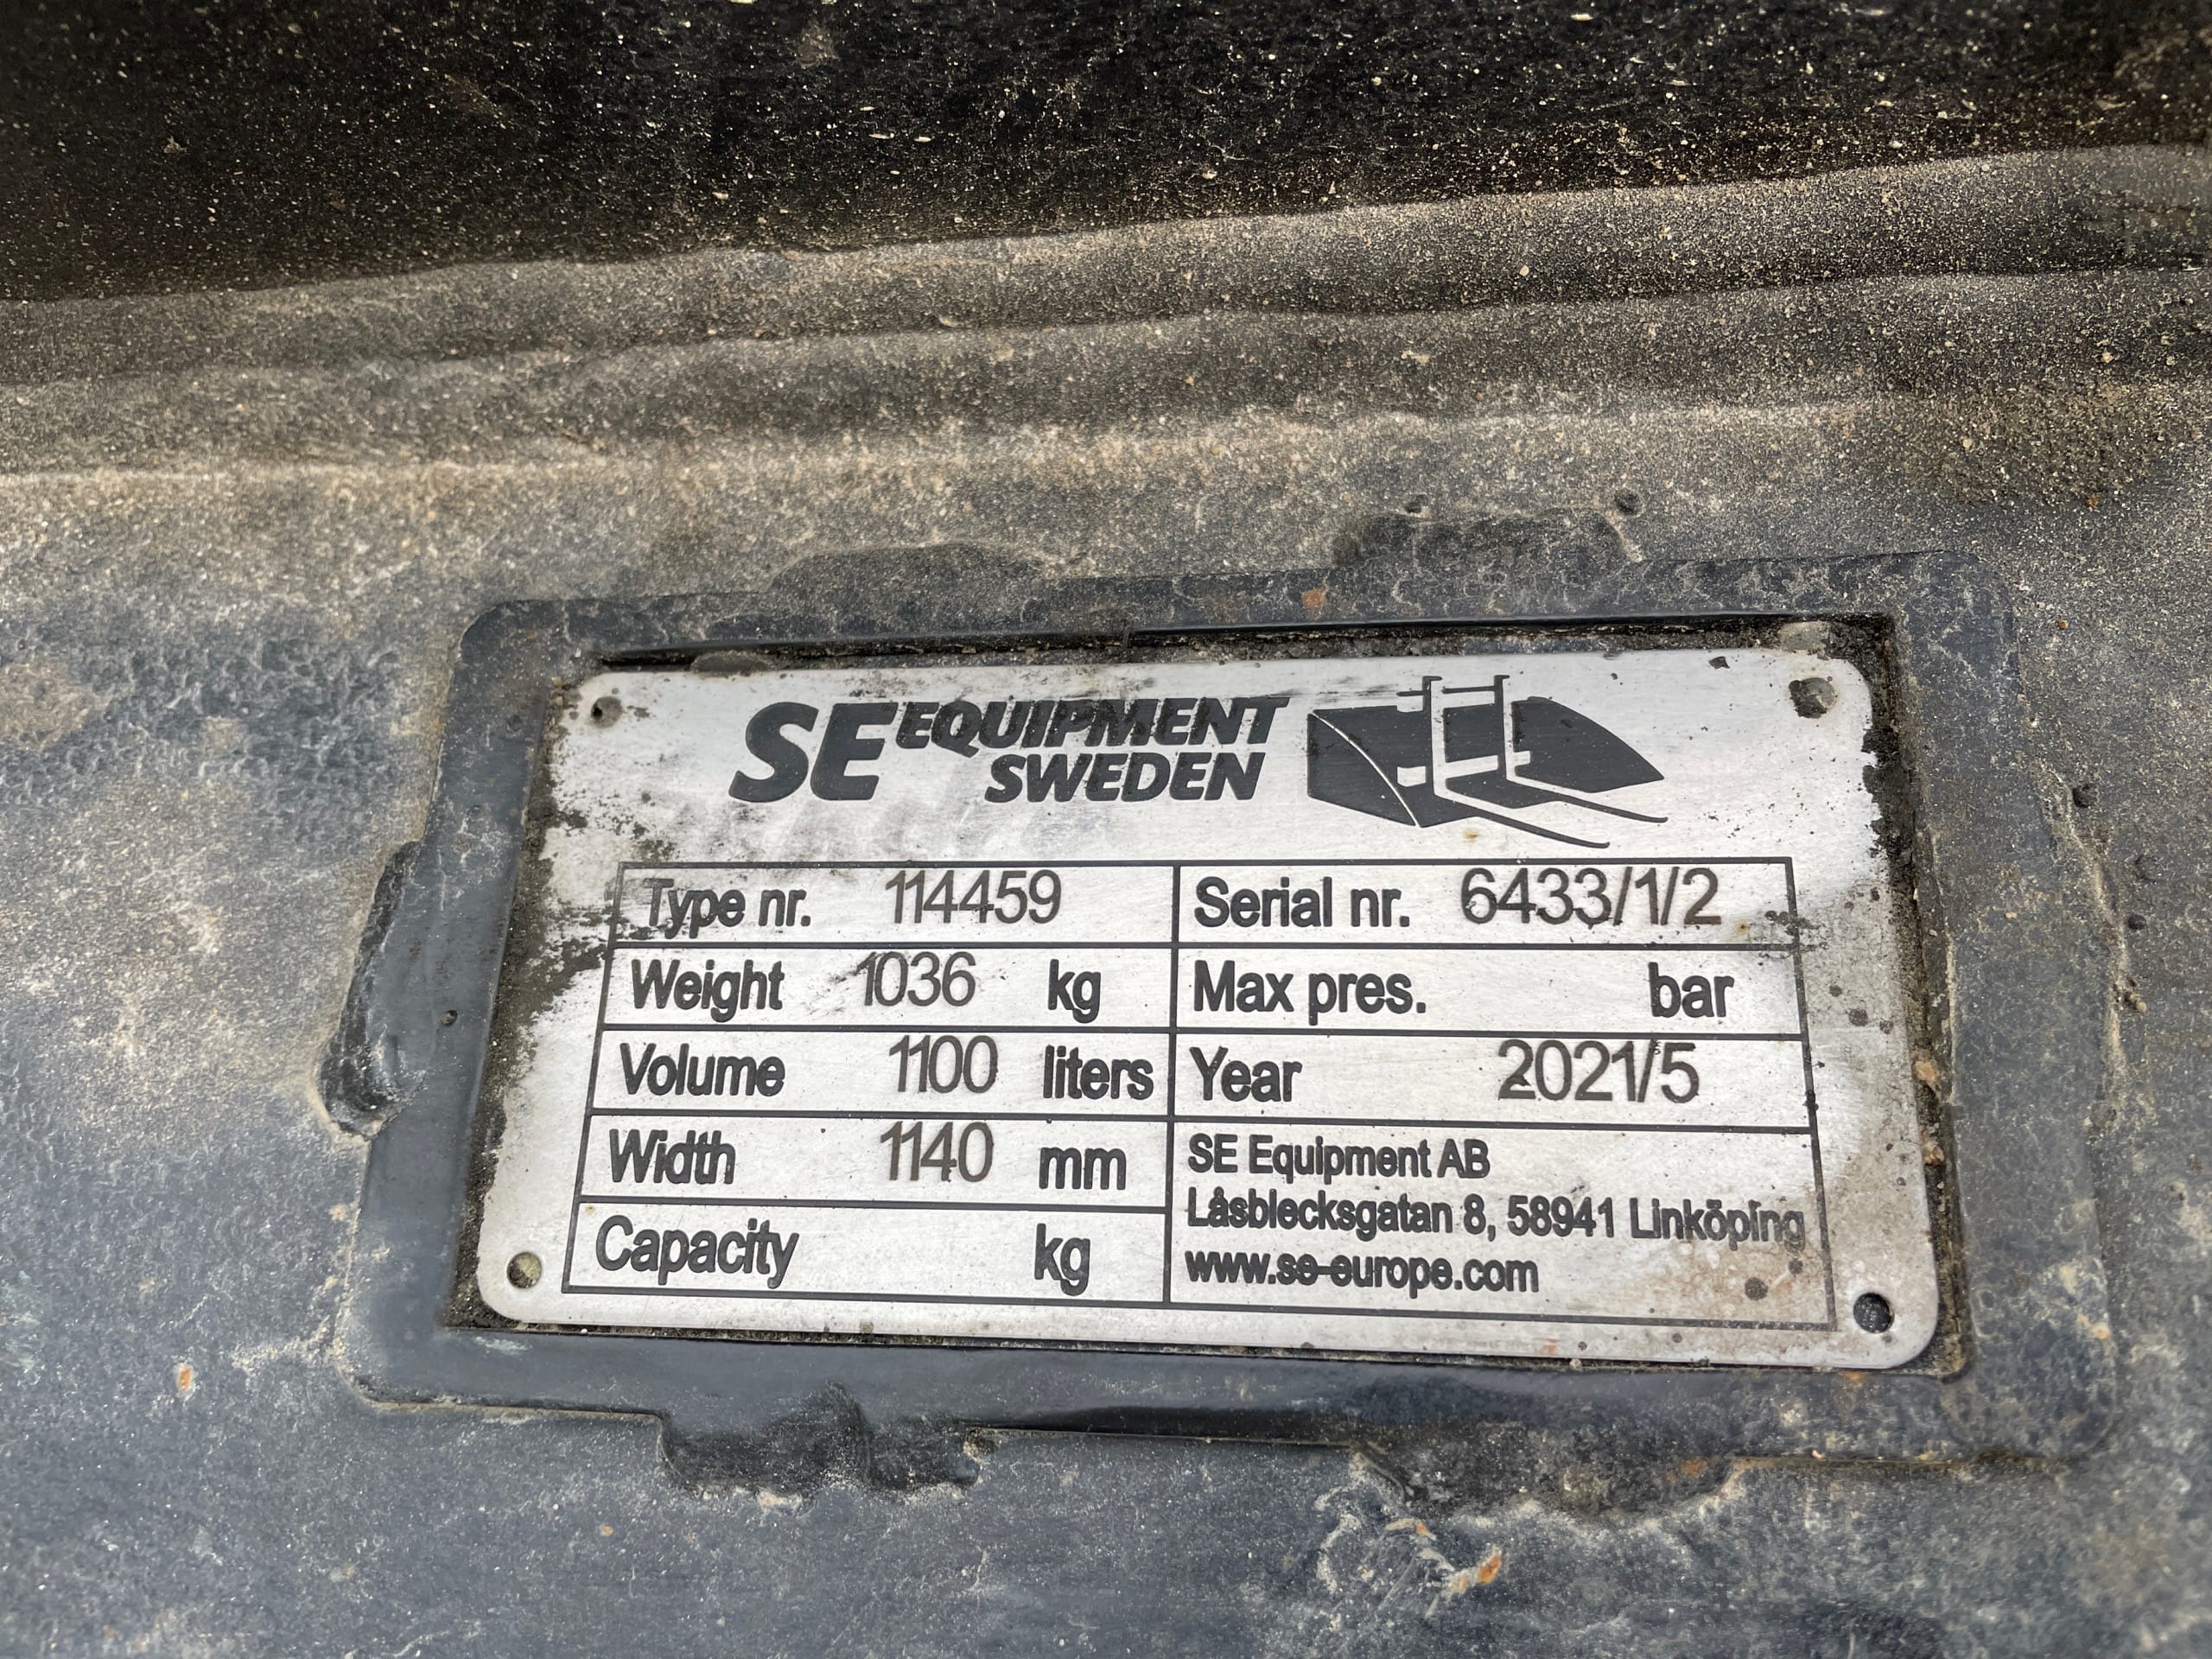 SE EQUIPMENT
SWEDEN
Type nr. 114459 Serial nr. 6433/1/2
Weight 1036 kg Max pres. bar
Volume 1100 liters Year 2021/5
Width 1140 mm SE Equipment AB
Låsblecksgatan 8, 58941 Linköping
Capacity kg www.se-europe.com